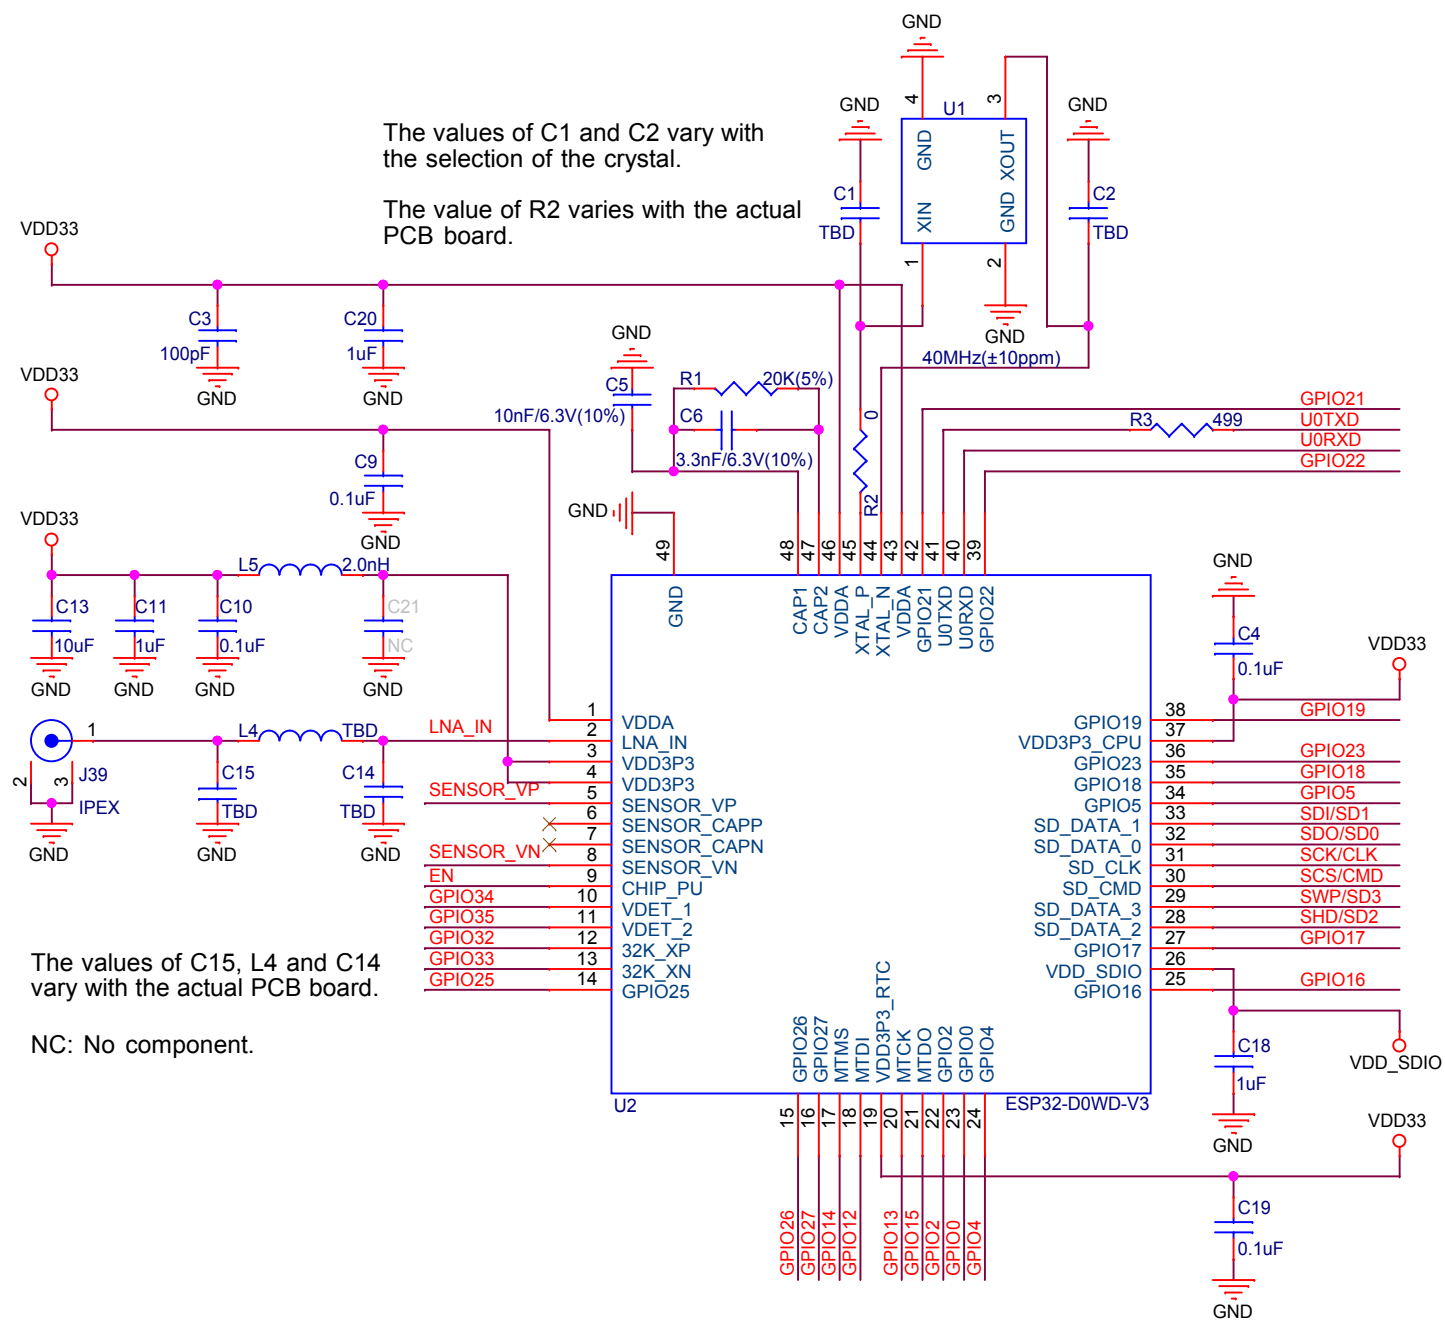 GND
4
3
U1
GND
GND
GND
XOUT
XIN
GND
1
2
GND
C1
TBD
C2
TBD
40MHz(±10ppm)
The values of C1 and C2 vary with
the selection of the crystal.
The value of R2 varies with the actual
PCB board.
VDD33
C3
100pF
GND
C20
1uF
GND
VDD33
C9
0.1uF
GND
GND
C5
10nF/6.3V(10%)
R1
20K(5%)
C6
3.3nF/6.3V(10%)
0
R2
R3
499
GPIO21
U0TXD
U0RXD
GPIO22
GND
VDD33
L5
2.0nH
C13
10uF
GND
C11
1uF
GND
C10
0.1uF
GND
C21
NC
GND
1
2
3
J39
IPEX
GND
L4
TBD
C15
TBD
GND
C14
TBD
GND
LNA_IN
SENSOR_VP
SENSOR_VN
EN
GPIO34
GPIO35
GPIO32
GPIO33
GPIO25
The values of C15, L4 and C14
vary with the actual PCB board.
NC: No component.
49
48
47
46
45
44
43
42
41
40
39
GND
CAP1
CAP2
VDDA
XTAL_P
XTAL_N
VDDA
GPIO21
U0TXD
U0RXD
GPIO22
1 VDDA
2 LNA_IN
3 VDD3P3
4 VDD3P3
5 SENSOR_VP
6 SENSOR_CAPP
7 SENSOR_CAPN
8 SENSOR_VN
9 CHIP_PU
10 VDET_1
11 VDET_2
12 32K_XP
13 32K_XN
14 GPIO25
GPIO19 38 GPIO19
VDD3P3_CPU 37
GPIO23 36 GPIO23
GPIO18 35 GPIO18
GPIO5 34 GPIO5
SD_DATA_1 33 SDI/SD1
SD_DATA_0 32 SDO/SD0
SD_CLK 31 SCK/CLK
SD_CMD 30 SCS/CMD
SD_DATA_3 29 SWP/SD3
SD_DATA_2 28 SHD/SD2
GPIO17 27 GPIO17
VDD_SDIO 26
GPIO16 25 GPIO16
GND
C4
0.1uF
VDD33
C18
1uF
GND
VDD_SDIO
VDD33
C19
0.1uF
GND
GPIO26
GPIO27
MTMS
MTDI
VDD3P3_RTC
MTCK
MTDO
GPIO2
GPIO0
GPIO4
U2
ESP32-D0WD-V3
15
16
17
18
19
20
21
22
23
24
GPIO26
GPIO27
GPIO14
GPIO12
GPIO13
GPIO15
GPIO2
GPIO0
GPIO4